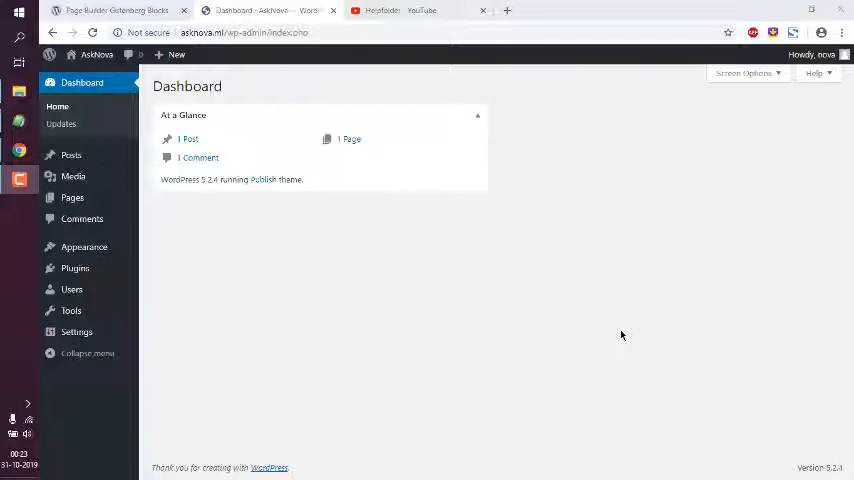 Page Builder Gutenberg Blocks
Dashboard ‹ AskNova — Wordi
Helpfolder - YouTube
Not secure
asknova.ml/wp-admin/index.php
AskNova
0
New
Howdy, nova
Dashboard
Home
Updates
Posts
Media
Pages
Comments
Appearance
Plugins
Users
Tools
Settings
Collapse menu
Dashboard
Screen Options
Help
At a Glance
1 Post
1 Page
1 Comment
WordPress 5.2.4 running Publish theme.
Thank you for creating with WordPress.
Version 5.2.4
00:23
31-10-2019